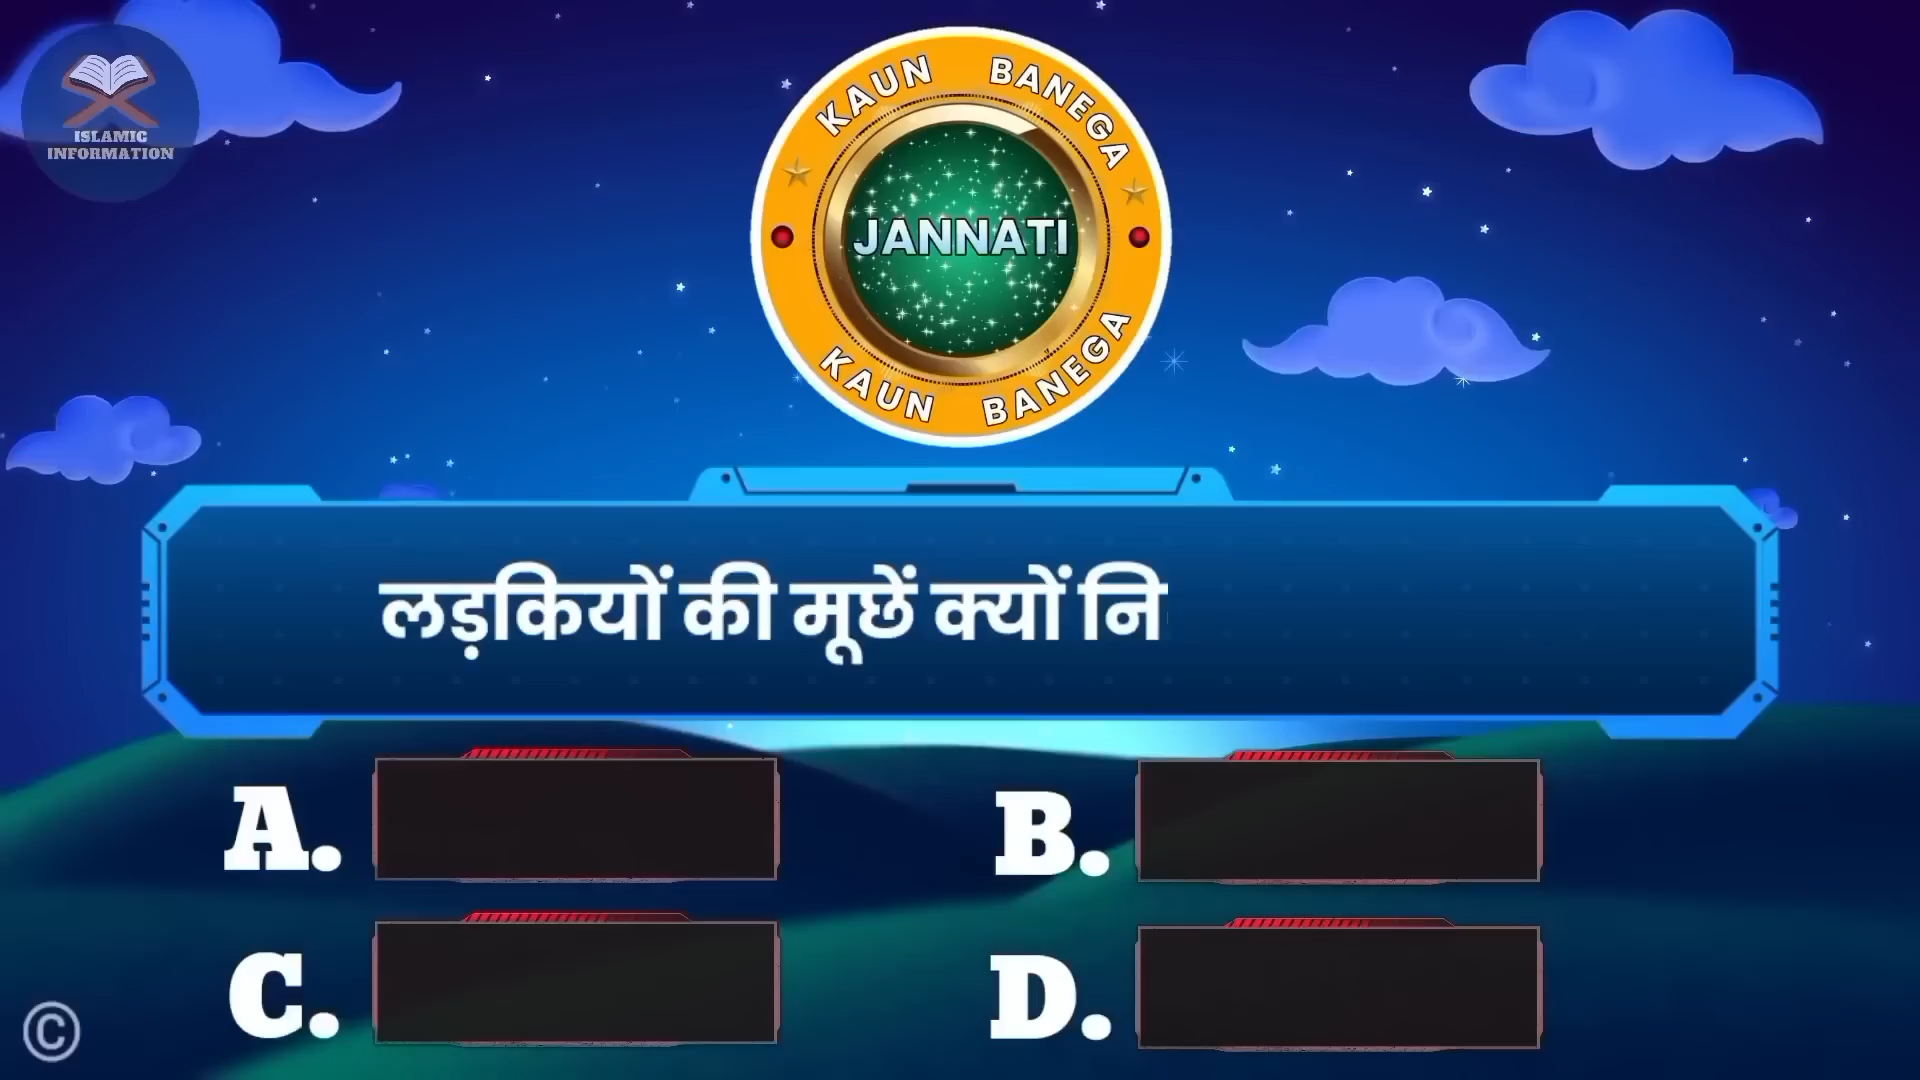 ISLAMIC
INFORMATION
KAUN BANEGA
JANNATI
KAUN BANEGA
लड़कियों की मूछें क्यों नि
A.
B.
C.
D.
©